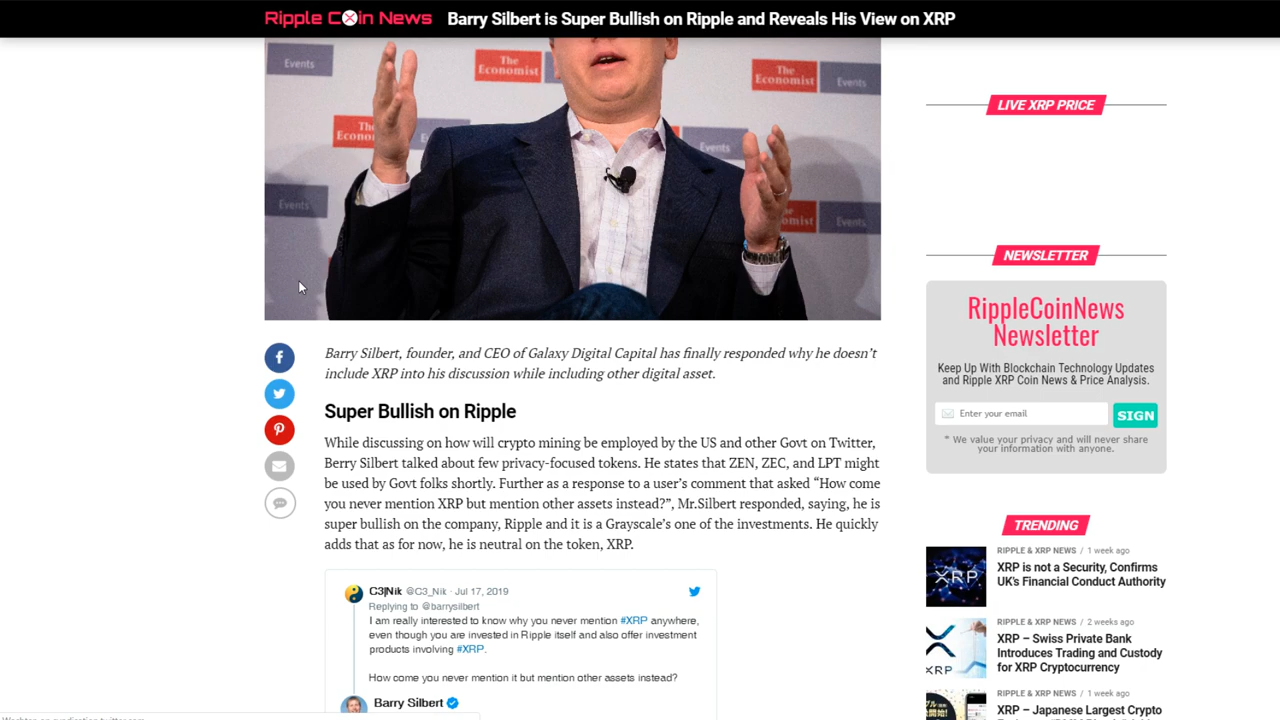 Ripple Coin News
Barry Silbert is Super Bullish on Ripple and Reveals His View on XRP
Events
The
Economist
The
Economist
Events
The
Econo
Events
Events
omist
Events
Barry Silbert, founder, and CEO of Galaxy Digital Capital has finally responded why he doesn't
include XRP into his discussion while including other digital asset.
Super Bullish on Ripple
While discussing on how will crypto mining be employed by the US and other Govt on Twitter,
Berry Silbert talked about few privacy-focused tokens. He states that ZEN, ZEC, and LPT might
be used by Govt folks shortly. Further as a response to a user's comment that asked “How come
you never mention XRP but mention other assets instead?”, Mr.Silbert responded, saying, he is
super bullish on the company, Ripple and it is a Grayscale's one of the investments. He quickly
adds that as for now, he is neutral on the token, XRP.
C3|Nik @C3_Nik · Jul 17, 2019
Replying to @barrysilbert
I am really interested to know why you never mention #XRP anywhere,
even though you are invested in Ripple itself and also offer investment
products involving #XRP.
How come you never mention it but mention other assets instead?
Barry Silbert
LIVE XRP PRICE
NEWSLETTER
RippleCoinNews
Newsletter
Keep Up With Blockchain Technology Updates
and Ripple XRP Coin News & Price Analysis.
Enter your email
SIGN
* We value your privacy and will never share
your information with anyone.
TRENDING
XRP
RIPPLE & XRP NEWS / 1 week ago
XRP is not a Security, Confirms
UK's Financial Conduct Authority
XRP
RIPPLE & XRP NEWS / 2 weeks ago
XRP – Swiss Private Bank
Introduces Trading and Custody
for XRP Cryptocurrency
RIPPLE & XRP NEWS / 1 week ago
XRP – Japanese Largest Crypto